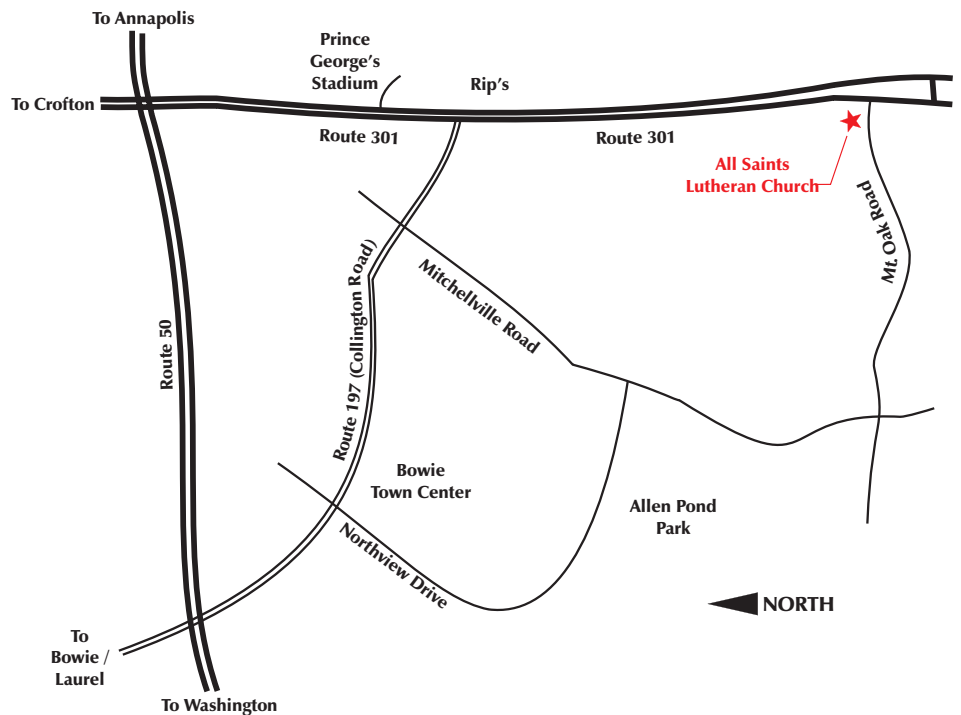 To Annapolis
Prince
George's
Stadium
Rip's
To Crofton
Route 301
Route 301
All Saints
Lutheran Church
Mt. Oak Road
Mitchellville Road
Route 197 (Collington Road)
Route 50
Bowie
Town Center
Allen Pond
Park
Northview Drive
NORTH
To
Bowie /
Laurel
To Washington